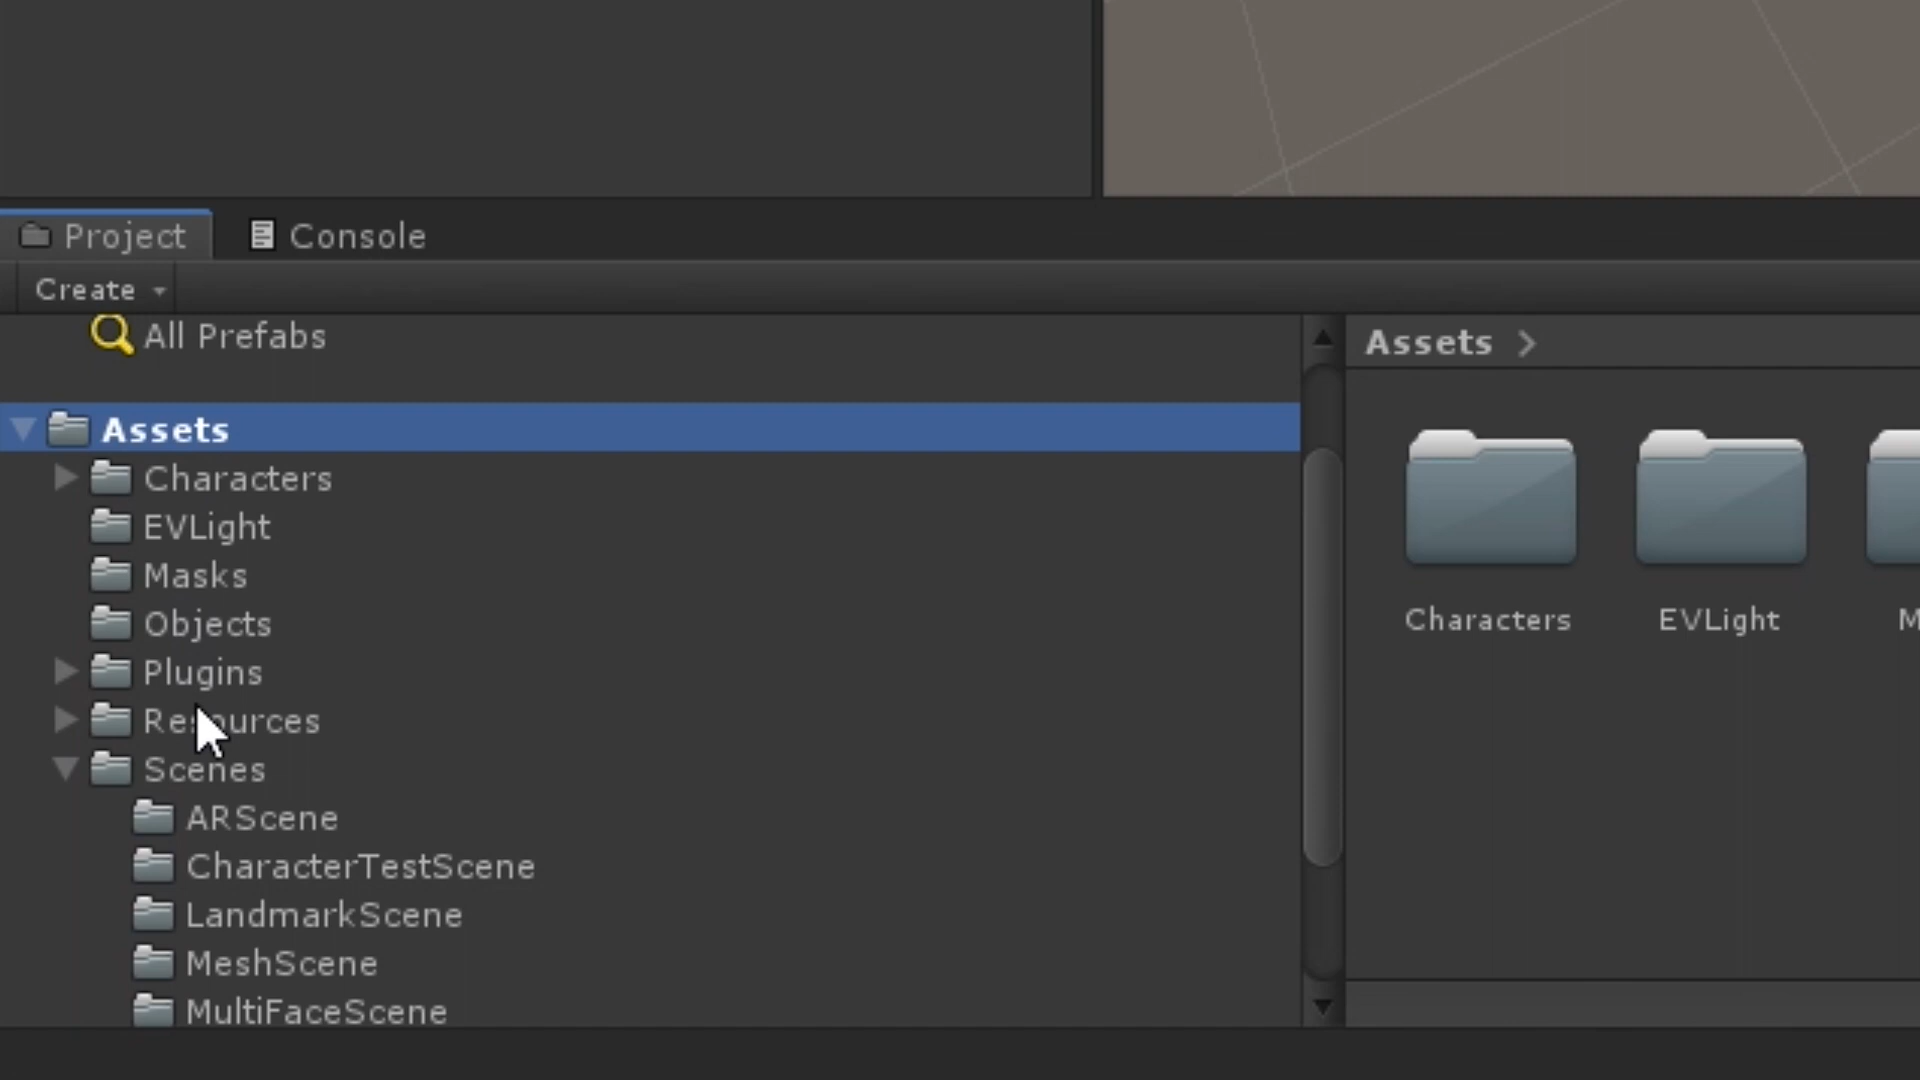 Project
Console
Create
All Prefabs
Assets
Characters
EVLight
Masks
Objects
Plugins
Resources
Scenes
ARScene
CharacterTestScene
LandmarkScene
MeshScene
MultiFaceScene
Assets >
Characters
EVLight